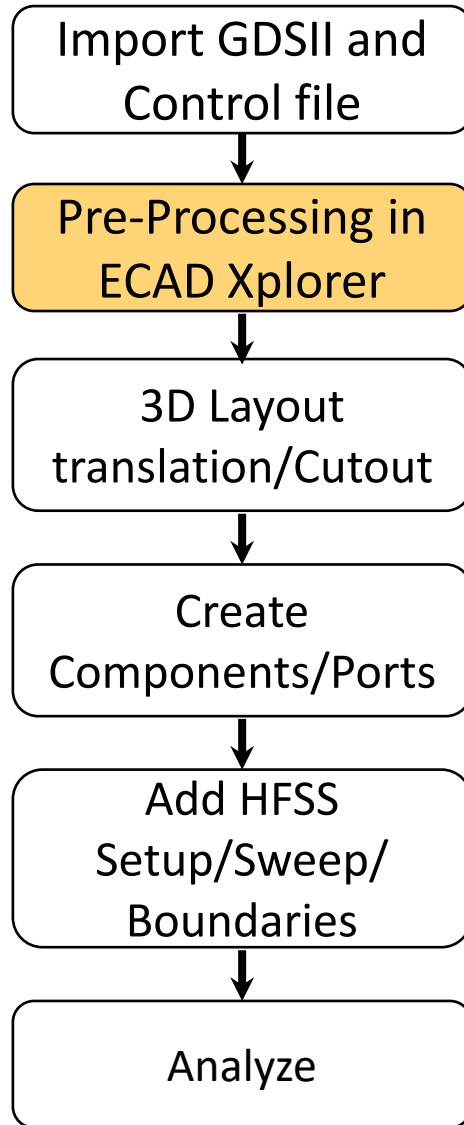 Import GDSII and
Control file
Pre-Processing in
ECAD Xplorer
3D Layout
translation/Cutout
Create
Components/Ports
Add HFSS
Setup/Sweep/
Boundaries
Analyze